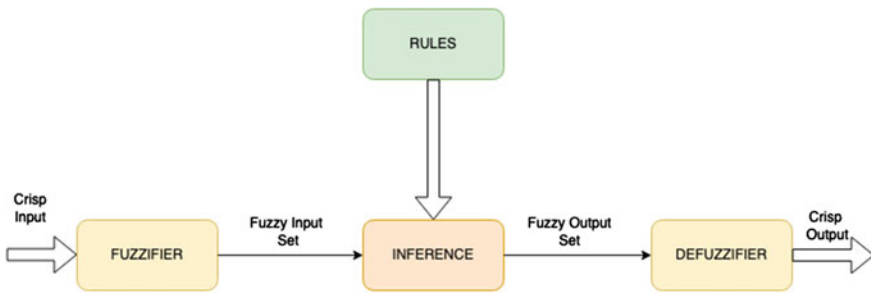 RULES
Crisp
Input
FUZZIFIER
Fuzzy Input
Set
INFERENCE
Fuzzy Output
Set
DEFUZZIFIER
Crisp
Output